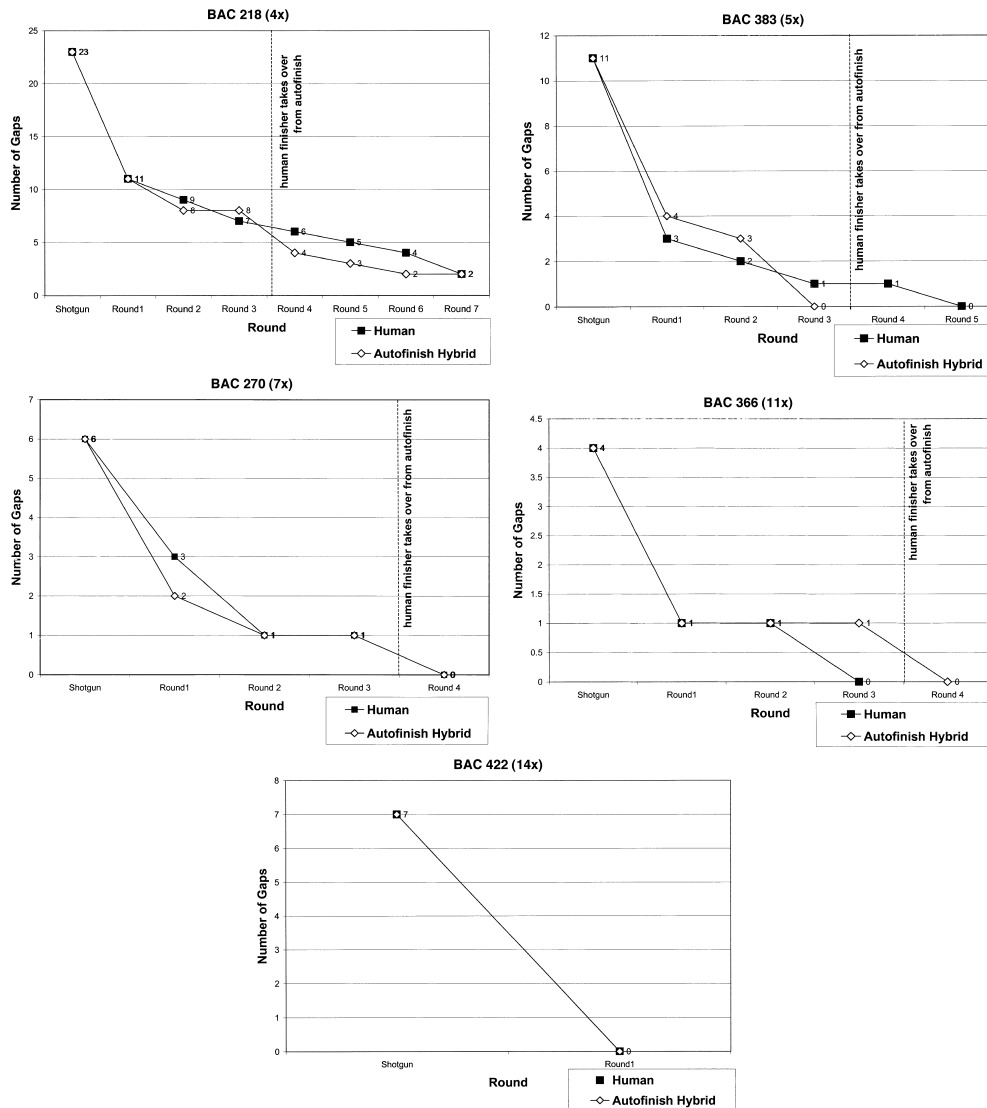 BAC 218 (4x)
25
20
15
10
5
0
Number of Gaps
23
11
9
8
8
7
6
4
5
3
4
2
2
human finisher takes over
from autofinish
Shotgun
Round1
Round 2
Round 3
Round 4
Round 5
Round 6
Round 7
Round
Human
Autofinish Hybrid
BAC 383 (5x)
12
10
8
6
4
2
0
Number of Gaps
11
4
3
3
2
1
0
1
0
human finisher takes over from autofinish
Shotgun
Round1
Round 2
Round 3
Round 4
Round 5
Round
Human
Autofinish Hybrid
BAC 270 (7x)
7
6
5
4
3
2
1
0
Number of Gaps
6
3
2
1
1
0
human finisher takes over from autofinish
Shotgun
Round1
Round 2
Round 3
Round 4
Round
Human
Autofinish Hybrid
BAC 366 (11x)
4.5
4
3.5
3
2.5
2
1.5
1
0.5
0
Number of Gaps
4
1
1
1
0
0
human finisher takes over
from autofinish
Shotgun
Round1
Round 2
Round 3
Round 4
Round
Human
Autofinish Hybrid
BAC 422 (14x)
8
7
6
5
4
3
2
1
0
Number of Gaps
7
0
Shotgun
Round1
Round
Human
Autofinish Hybrid